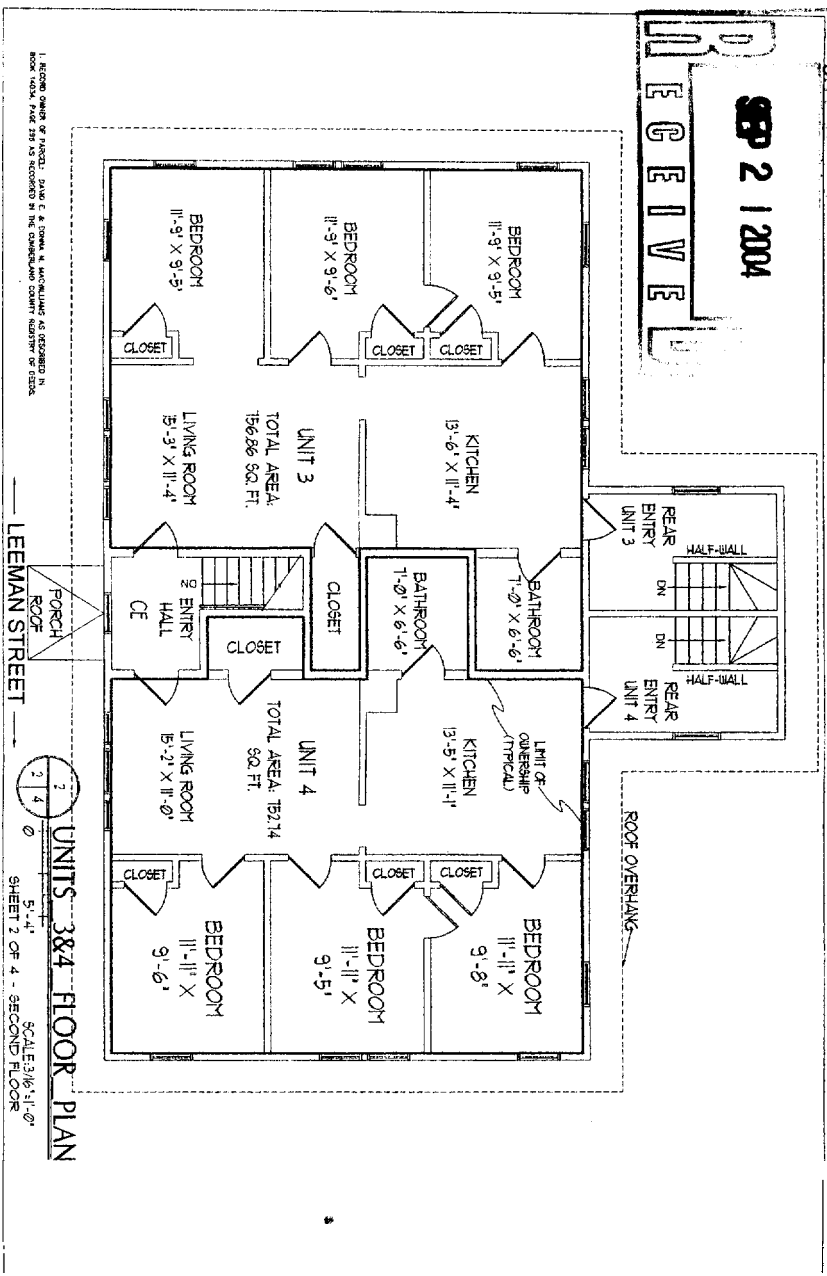 SEP 2 1 2004
RECEIVED
REAR
ENTRY
UNIT 3
HALF-WALL
DN
DN
HALF-WALL
REAR
ENTRY
UNIT 4
ROOF OVERHANG
BEDROOM
11'-9" X 9'-5"
CLOSET
KITCHEN
13'-6" X 11'-4"
BATHROOM
7'-0" X 6'-6"
LIMIT OF
OWNERSHIP
(TYPICAL)
KITCHEN
13'-5" X 11'-1"
CLOSET
BEDROOM
11'-11" X
9'-8"
BEDROOM
11'-9" X 9'-6"
CLOSET
BATHROOM
7'-0" X 6'-6"
CLOSET
BEDROOM
11'-11" X
9'-5"
UNIT 3
TOTAL AREA:
756.86 SQ. FT.
CLOSET
UNIT 4
TOTAL AREA: 752.74
SQ. FT.
BEDROOM
11'-9" X 9'-5"
CLOSET
LIVING ROOM
15'-3" X 11'-4"
DN
ENTRY
HALL
CE
CLOSET
LIVING ROOM
15'-2" X 11'-0"
CLOSET
BEDROOM
11'-11" X
9'-6"
PORCH
ROOF
LEEMAN STREET
1. RECORD OWNER OF PARCEL: DAVID E. & DONNA M. MACWILLIAMS AS DESCRIBED IN
BOOK 14034, PAGE 295 AS RECORDED IN THE CUMBERLAND COUNTY REGISTRY OF DEEDS.
2
2 4
UNITS 3&4 FLOOR PLAN
0 5'-4" SCALE:3/16"=1'-0"
SHEET 2 OF 4 - SECOND FLOOR